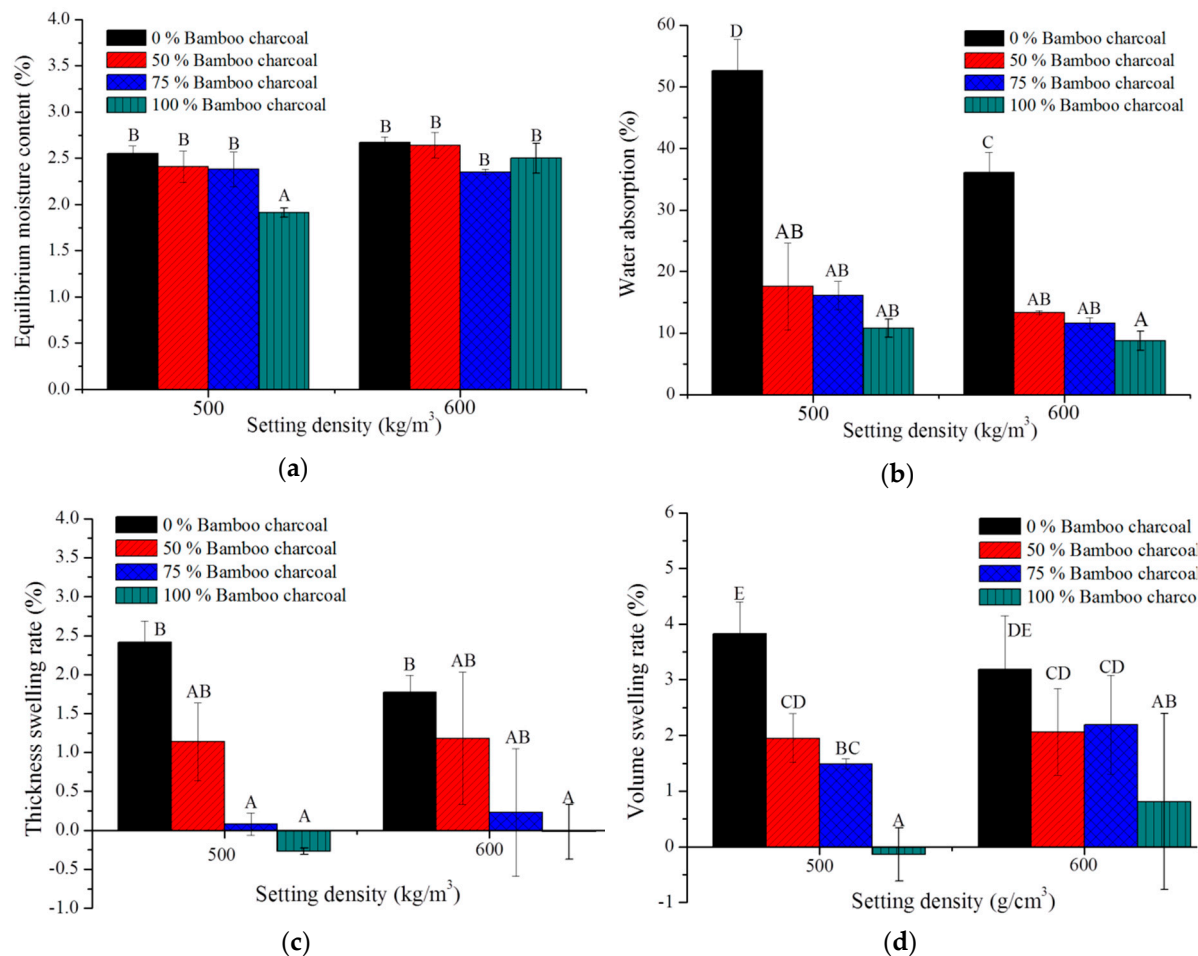 4.0
3.5
3.0
2.5
2.0
1.5
1.0
0.5
0.0
Equilibrium moisture content (%)
0 % Bamboo charcoal
50 % Bamboo charcoal
75 % Bamboo charcoal
100 % Bamboo charcoal
B B B A B B B B
500 600
Setting density (kg/m³)
(a)
60
50
40
30
20
10
0
Water absorption (%)
0 % Bamboo charcoal
50 % Bamboo charcoal
75 % Bamboo charcoal
100 % Bamboo charcoal
D AB AB AB C AB AB A
500 600
Setting density (kg/m³)
(b)
4.0
3.5
3.0
2.5
2.0
1.5
1.0
0.5
0.0
-0.5
-1.0
Thickness swelling rate (%)
0 % Bamboo charcoal
50 % Bamboo charcoal
75 % Bamboo charcoal
100 % Bamboo charcoal
B AB A A B AB AB A
500 600
Setting density (kg/m³)
(c)
6
5
4
3
2
1
0
-1
Volume swelling rate (%)
0 % Bamboo charcoal
50 % Bamboo charcoal
75 % Bamboo charcoal
100 % Bamboo charco
E CD BC A DE CD CD AB
500 600
Setting density (g/cm³)
(d)